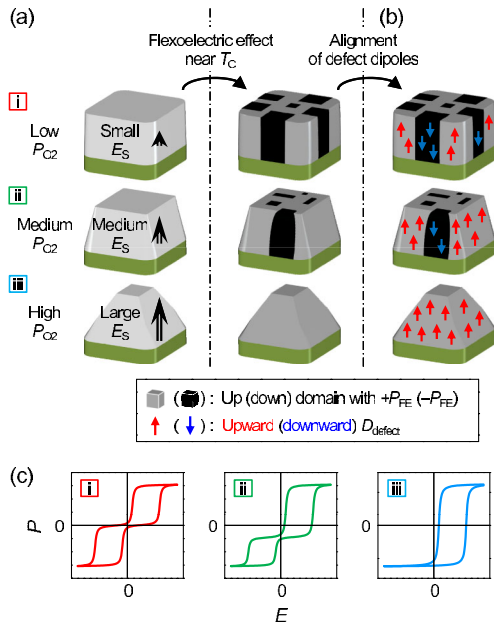 (a)
(b)
Flexoelectric effect
near TC
Alignment
of defect dipoles
i
Low
PO2
Small
ES
ii
Medium
PO2
Medium
ES
iii
High
PO2
Large
ES
( ) : Up (down) domain with +PFE (−PFE)
( ) : Upward (downward) Ddefect
(c)
i
ii
iii
P
0
0
0
0
E